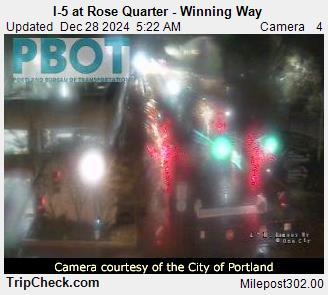 I-5 at Rose Quarter - Winning Way
Updated Dec 28 2024 5:22 AM Camera 4
PBOT
PORTLAND BUREAU OF TRANSPORTATION
Camera courtesy of the City of Portland
TripCheck.com Milepost302.00